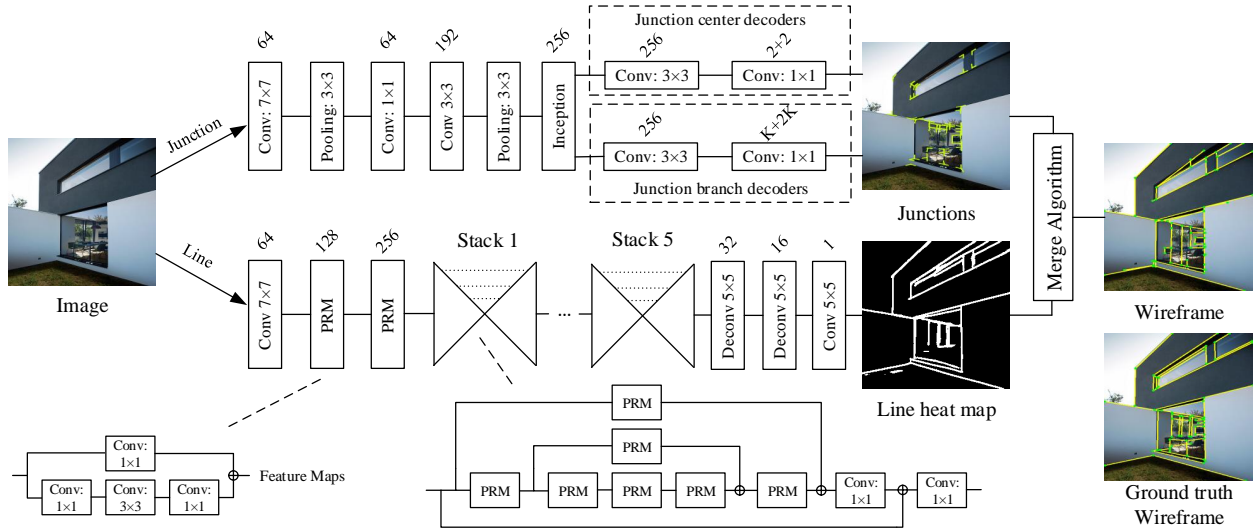 Junction center decoders
64
64
192
256
256
2+2
Conv: 7×7
Pooling: 3×3
Conv: 1×1
Conv 3×3
Pooling: 3×3
Inception
Conv: 3×3
Conv: 1×1
256
K+2K
Conv: 3×3
Conv: 1×1
Junction branch decoders
Junction
Line
Image
Junctions
Merge Algorithm
Wireframe
64
128
256
Stack 1
Stack 5
32
16
1
Conv 7×7
PRM
PRM
...
Deconv 5×5
Deconv 5×5
Conv 5×5
Line heat map
Ground truth
Wireframe
Conv:
1×1
Conv:
1×1
Conv:
3×3
Conv:
1×1
Feature Maps
PRM
PRM
PRM
PRM
PRM
PRM
PRM
Conv:
1×1
Conv:
1×1